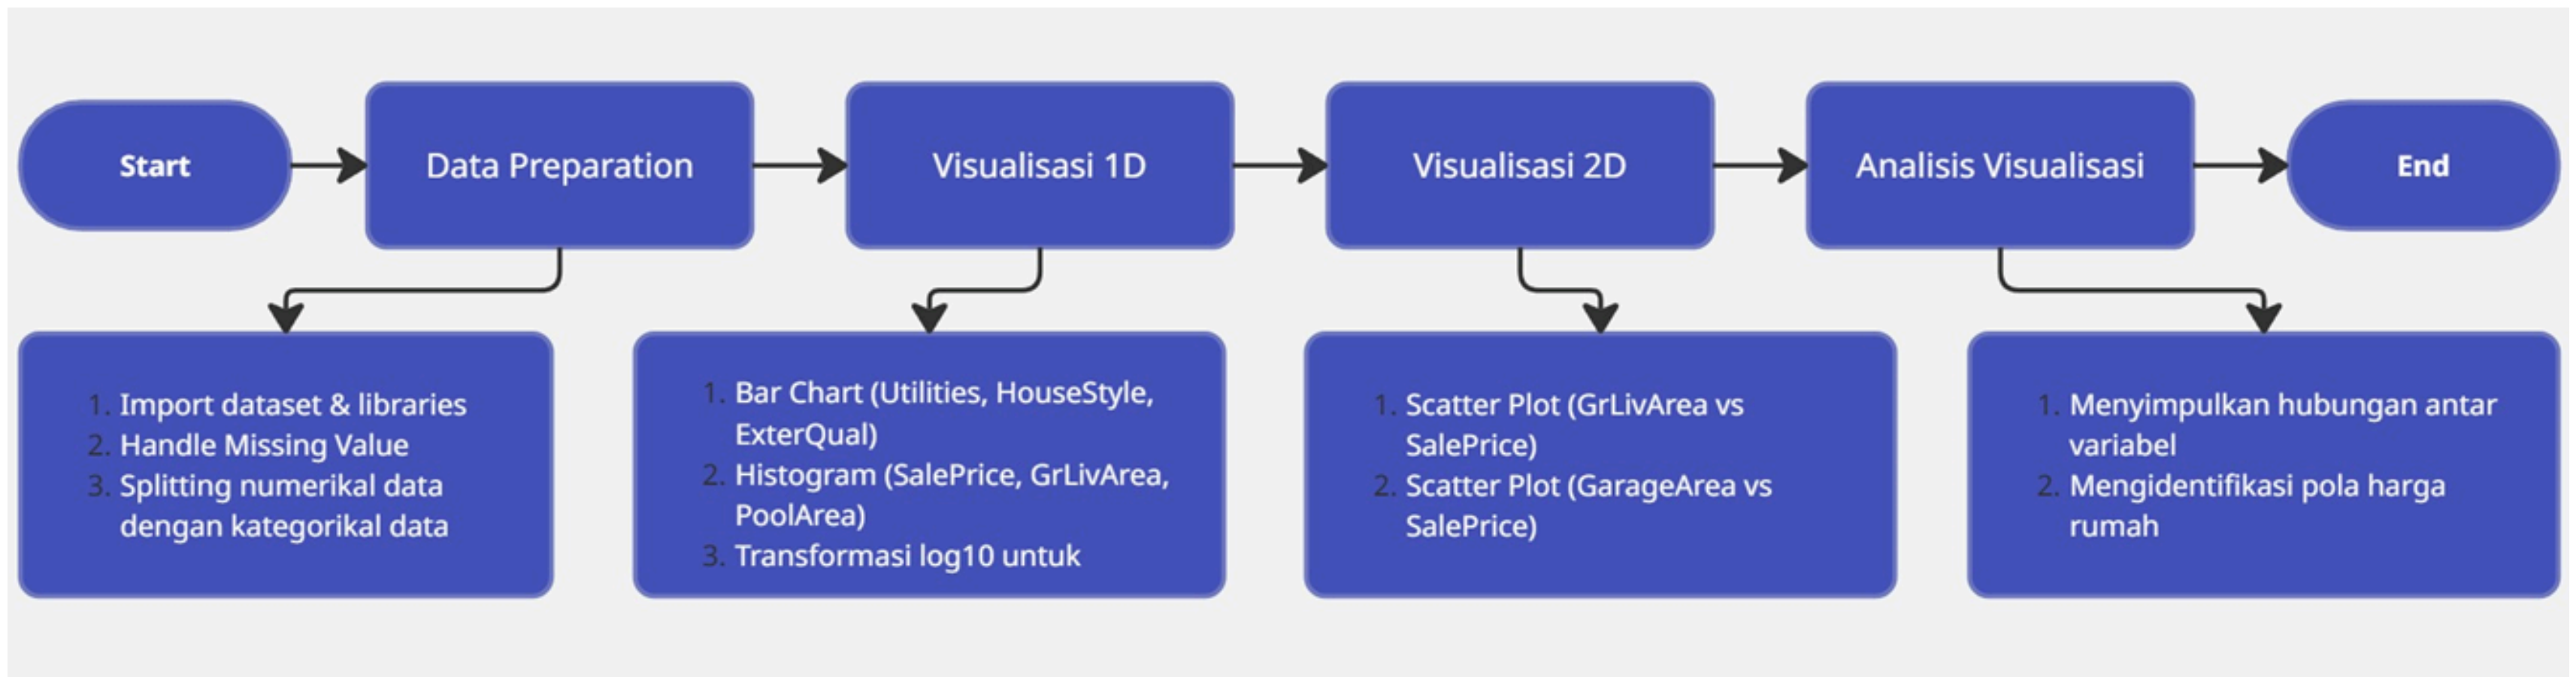 Start
Data Preparation
Visualisasi 1D
Visualisasi 2D
Analisis Visualisasi
End
1. Import dataset & libraries
2. Handle Missing Value
3. Splitting numerikal data
dengan kategorikal data
1. Bar Chart (Utilities, HouseStyle,
ExterQual)
2. Histogram (SalePrice, GrLivArea,
PoolArea)
3. Transformasi log10 untuk
1. Scatter Plot (GrLivArea vs
SalePrice)
2. Scatter Plot (GarageArea vs
SalePrice)
1. Menyimpulkan hubungan antar
variabel
2. Mengidentifikasi pola harga
rumah